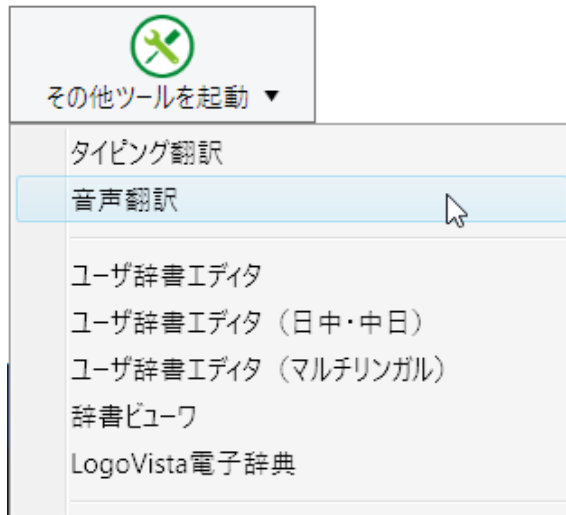 その他ツールを起動 ▼
タイピング翻訳
音声翻訳
ユーザ辞書エディタ
ユーザ辞書エディタ（日中・中日）
ユーザ辞書エディタ（マルチリンガル）
辞書ビューワ
LogoVista電子辞典